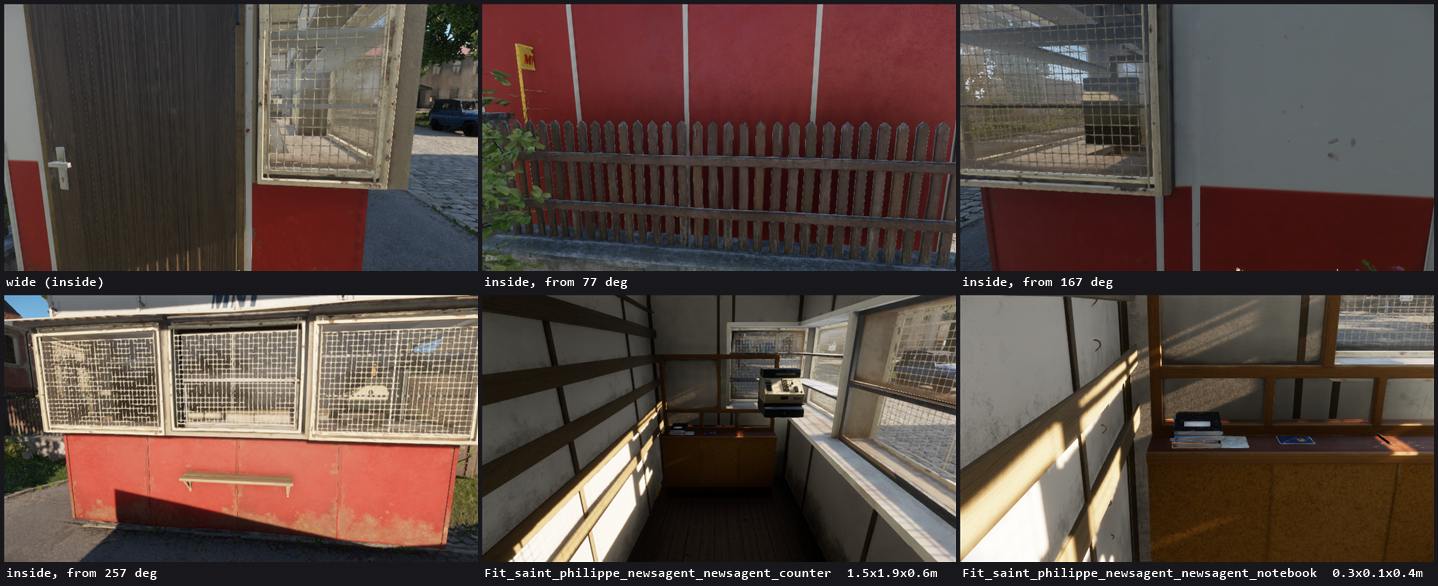 wide (inside)
inside, from 77 deg
inside, from 167 deg
inside, from 257 deg
Fit_saint_philippe_newsagent_newsagent_counter 1.5x1.9x0.6m
Fit_saint_philippe_newsagent_newsagent_notebook 0.3x0.1x0.4m